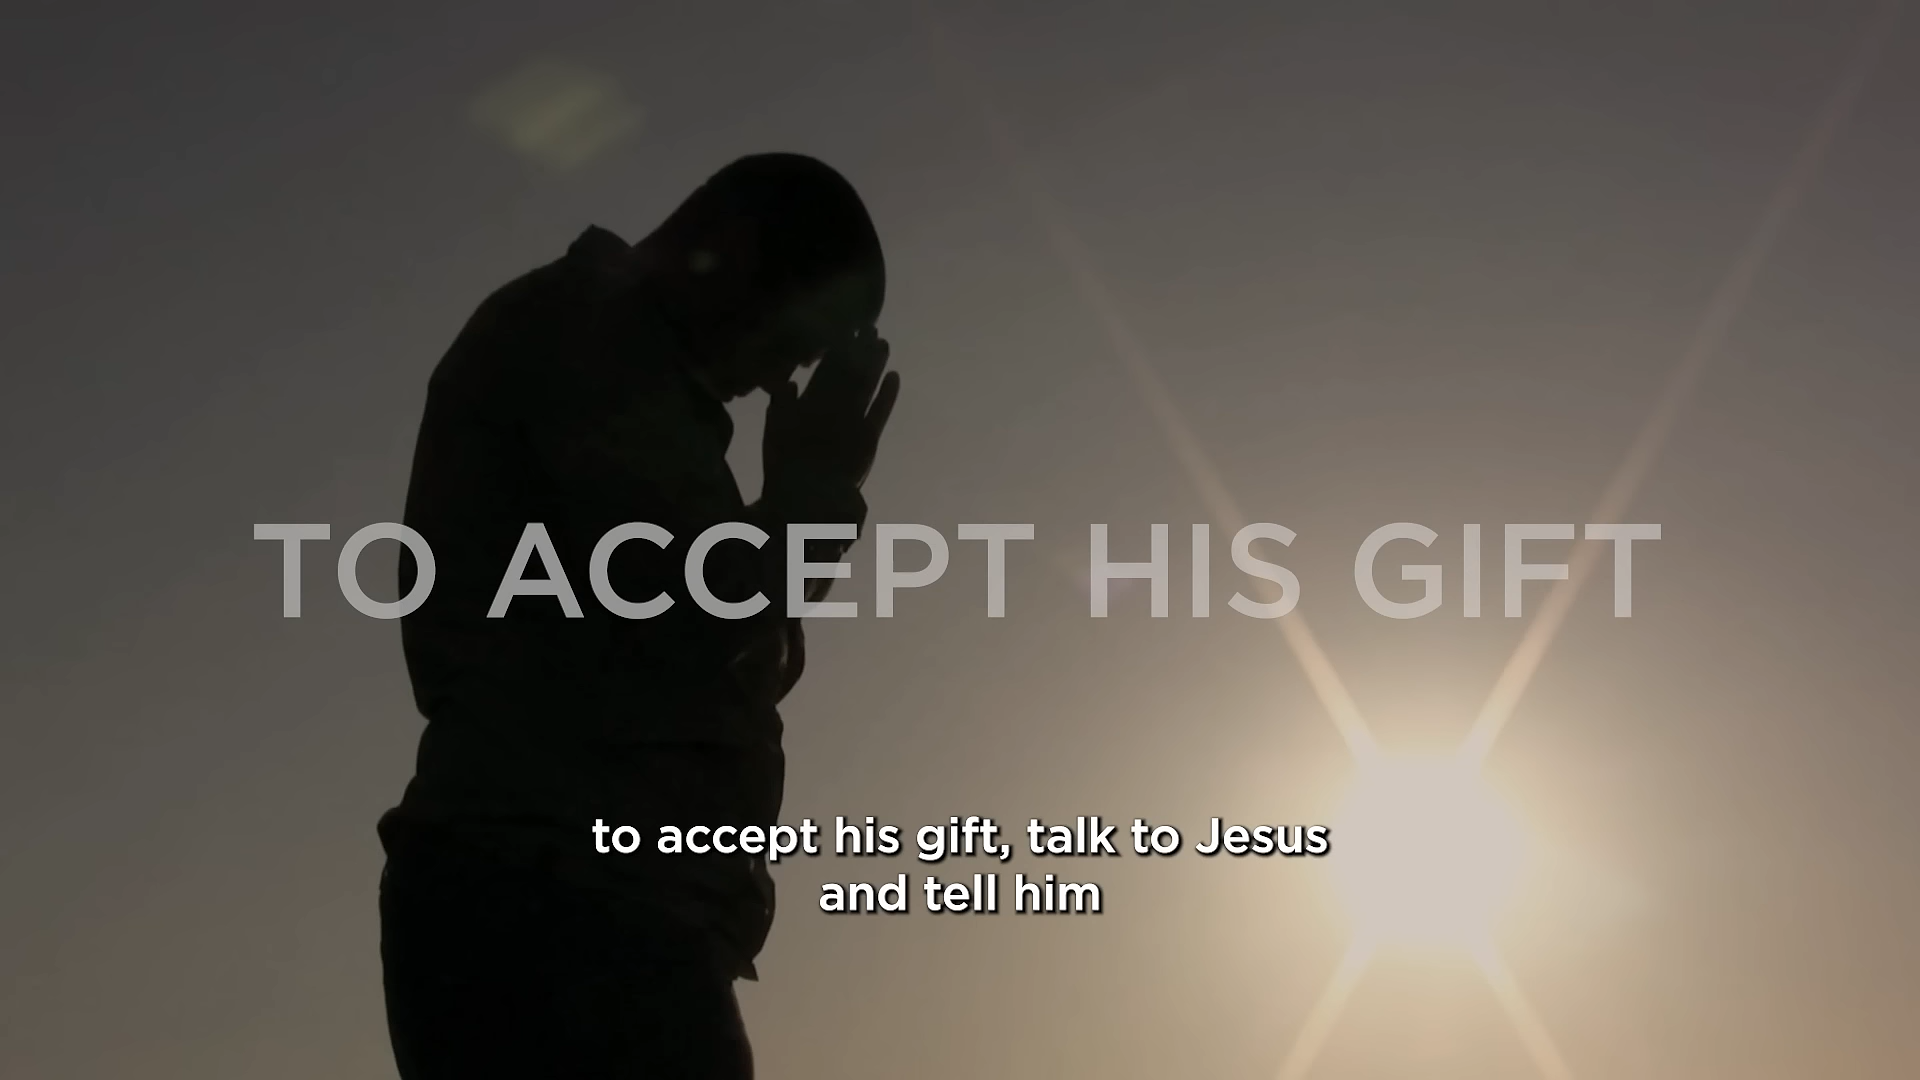 TO ACCEPT HIS GIFT
to accept his gift, talk to Jesus
and tell him